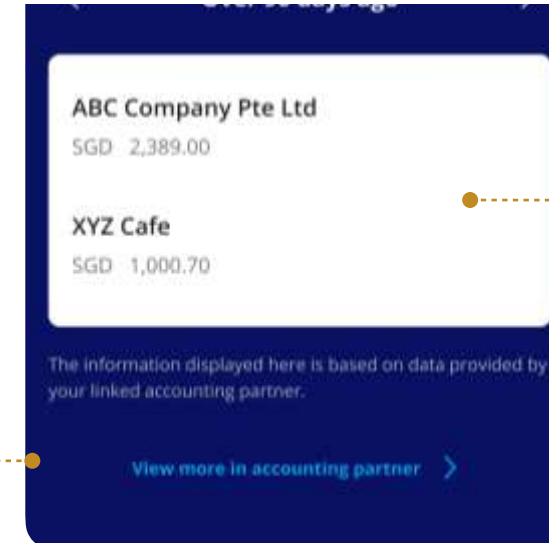 ABC Company Pte Ltd
SGD 2,389.00
XYZ Cafe
SGD 1,000.70
The information displayed here is based on data provided by
your linked accounting partner.
View more in accounting partner